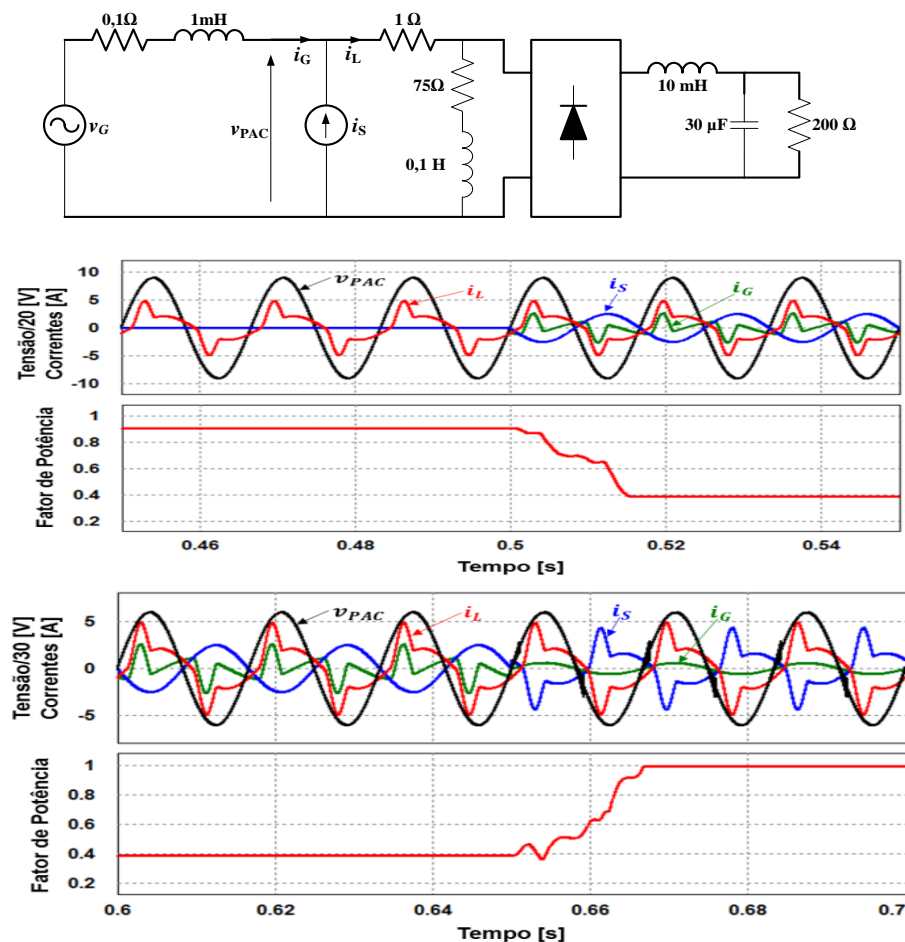 0,1Ω
1mH
1 Ω
i_G
i_L
75Ω
10 mH
v_G
v_PAC
i_S
30 µF
200 Ω
0,1 H
Tensão/20 [V]
Correntes [A]
10
5
0
-5
-10
v_PAC
i_L
i_S
i_G
Fator de Potência
1
0.8
0.6
0.4
0.2
0.46
0.48
0.5
0.52
0.54
Tempo [s]
Tensão/30 [V]
Correntes [A]
5
0
-5
v_PAC
i_L
i_S
i_G
Fator de Potência
1
0.8
0.6
0.4
0.2
0.6
0.62
0.64
0.66
0.68
0.7
Tempo [s]